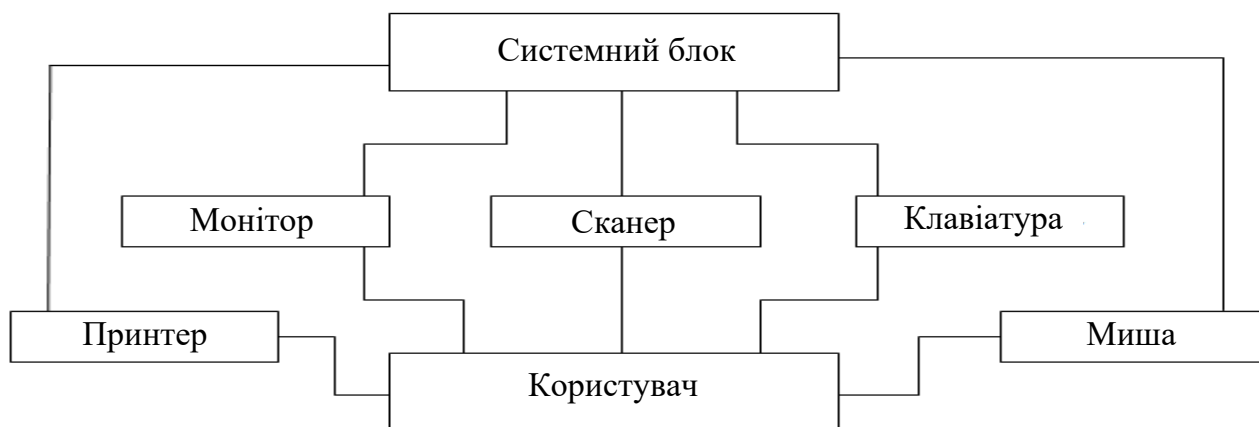 Системний блок
Монітор
Сканер
Клавіатура
Принтер
Миша
Користувач